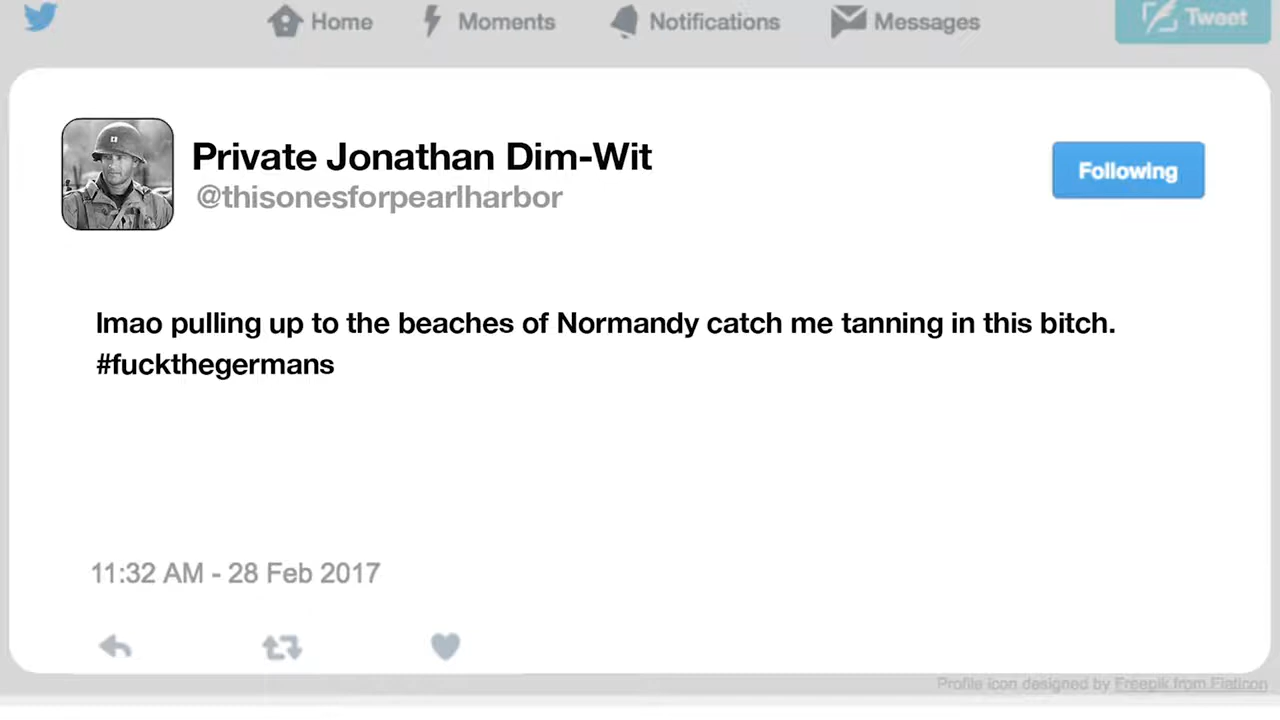 Home Moments Notifications Messages Tweet
Private Jonathan Dim-Wit
@thisonesforpearlharbor
Following
lmao pulling up to the beaches of Normandy catch me tanning in this bitch.
#fuckthegermans
11:32 AM - 28 Feb 2017
Profile icon designed by Freepik from Flaticon